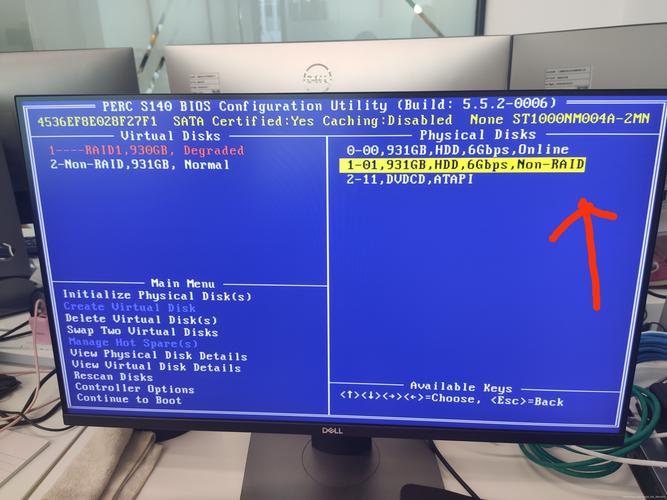 PERC S140 BIOS Configuration Utility (Build: 5.5.2-0006)
4536EF8E028F27F1 SATA Certified:Yes Caching:Disabled None ST1000NM004A-2MN
Virtual Disks
1----RAID1,930GB, Degraded
2-Non-RAID,931GB, Normal
Physical Disks
0-00,931GB,HDD,6Gbps,Online
1-01,931GB,HDD,6Gbps,Non-RAID
2-11,DVDCD,ATAPI
Main Menu
Initialize Physical Disk(s)
Create Virtual Disk
Delete Virtual Disk(s)
Swap Two Virtual Disks
Manage Hot Spare(s)
View Physical Disk Details
View Virtual Disk Details
Rescan Disks
Controller Options
Continue to Boot
Available Keys
<↑><↓><→><←>=Choose, <Esc>=Back
DELL